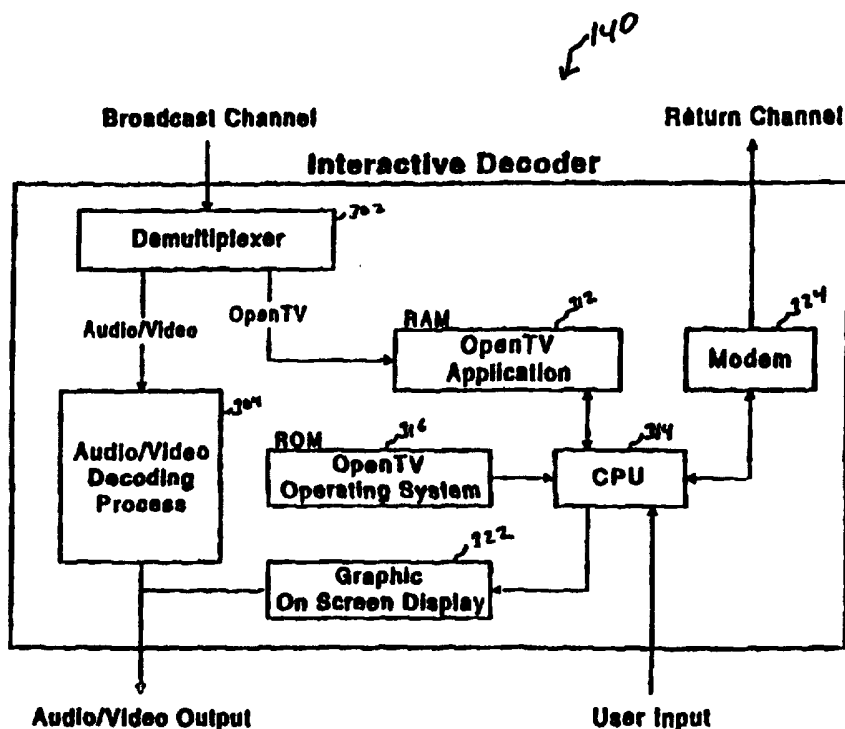 140
Broadcast Channel
Return Channel
Interactive Decoder
302
Demultiplexer
Audio/Video
OpenTV
RAM
312
OpenTV
Application
324
Modem
304
Audio/Video
Decoding
Process
ROM
316
OpenTV
Operating System
314
CPU
322
Graphic
On Screen Display
Audio/Video Output
User Input